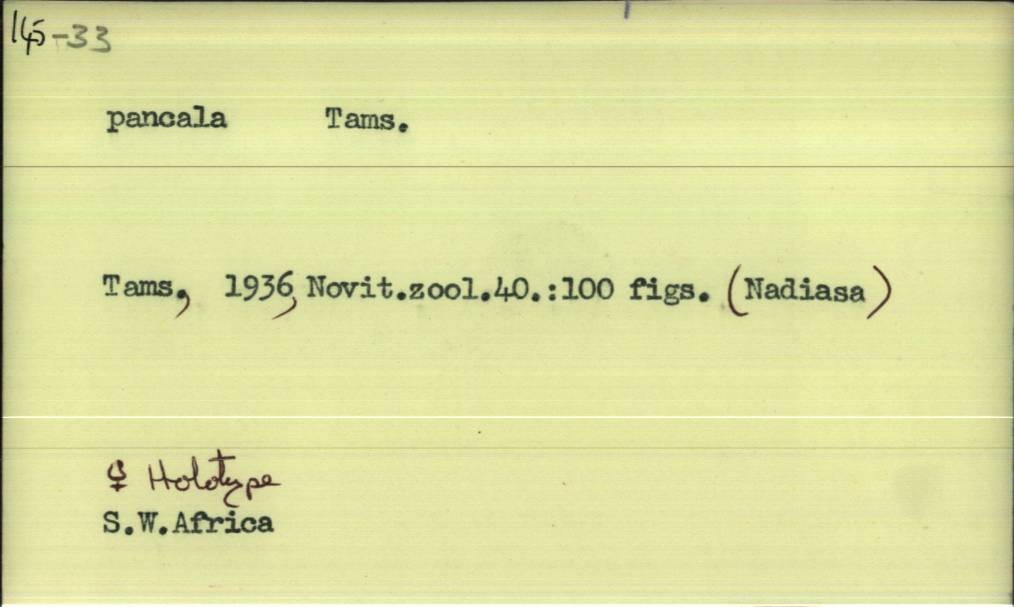 145-33
pancala Tams.
Tams., 1936, Novit.zool.40.:100 figs. (Nadiasa)
♀ Holotype
S.W.Africa